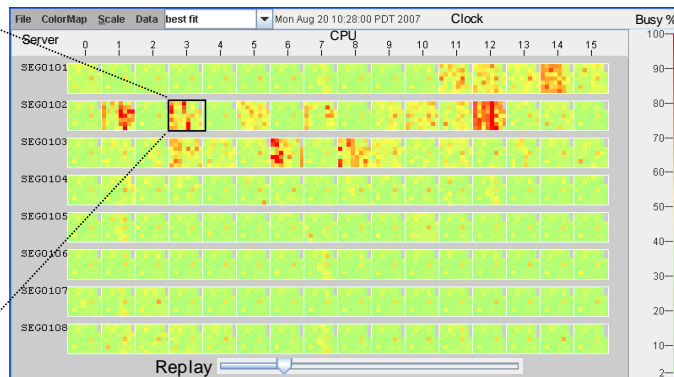 File ColorMap Scale Data best fit Mon Aug 20 10:28:00 PDT 2007 Clock Busy %
Server CPU
0 1 2 3 4 5 6 7 8 9 10 11 12 13 14 15
SEG0101
SEG0102
SEG0103
SEG0104
SEG0105
SEG0106
SEG0107
SEG0108
Replay
100
90
80
70
60
50
40
30
20
10
2